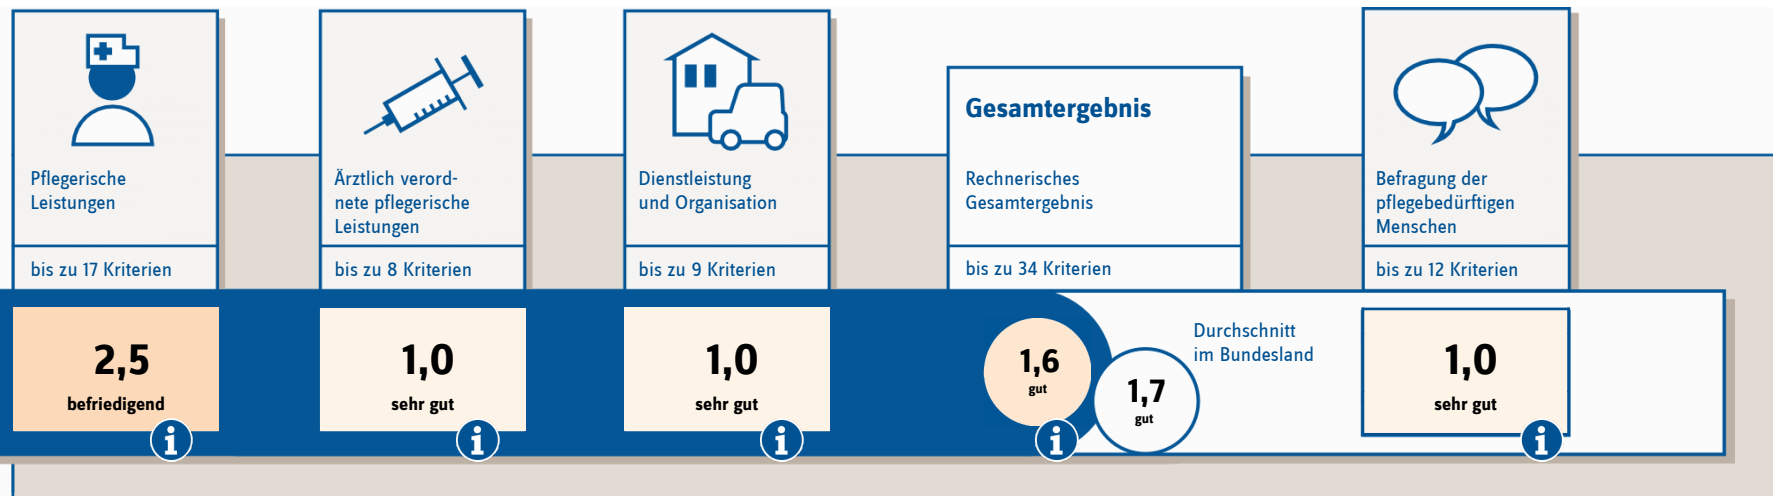 Pflegerische
Leistungen
bis zu 17 Kriterien
2,5
befriedigend
i
Ärztlich verord-
nete pflegerische
Leistungen
bis zu 8 Kriterien
1,0
sehr gut
i
Dienstleistung
und Organisation
bis zu 9 Kriterien
1,0
sehr gut
i
Gesamtergebnis
Rechnerisches
Gesamtergebnis
bis zu 34 Kriterien
1,6
gut
i
1,7
gut
Durchschnitt
im Bundesland
Befragung der
pflegebedürftigen
Menschen
bis zu 12 Kriterien
1,0
sehr gut
i